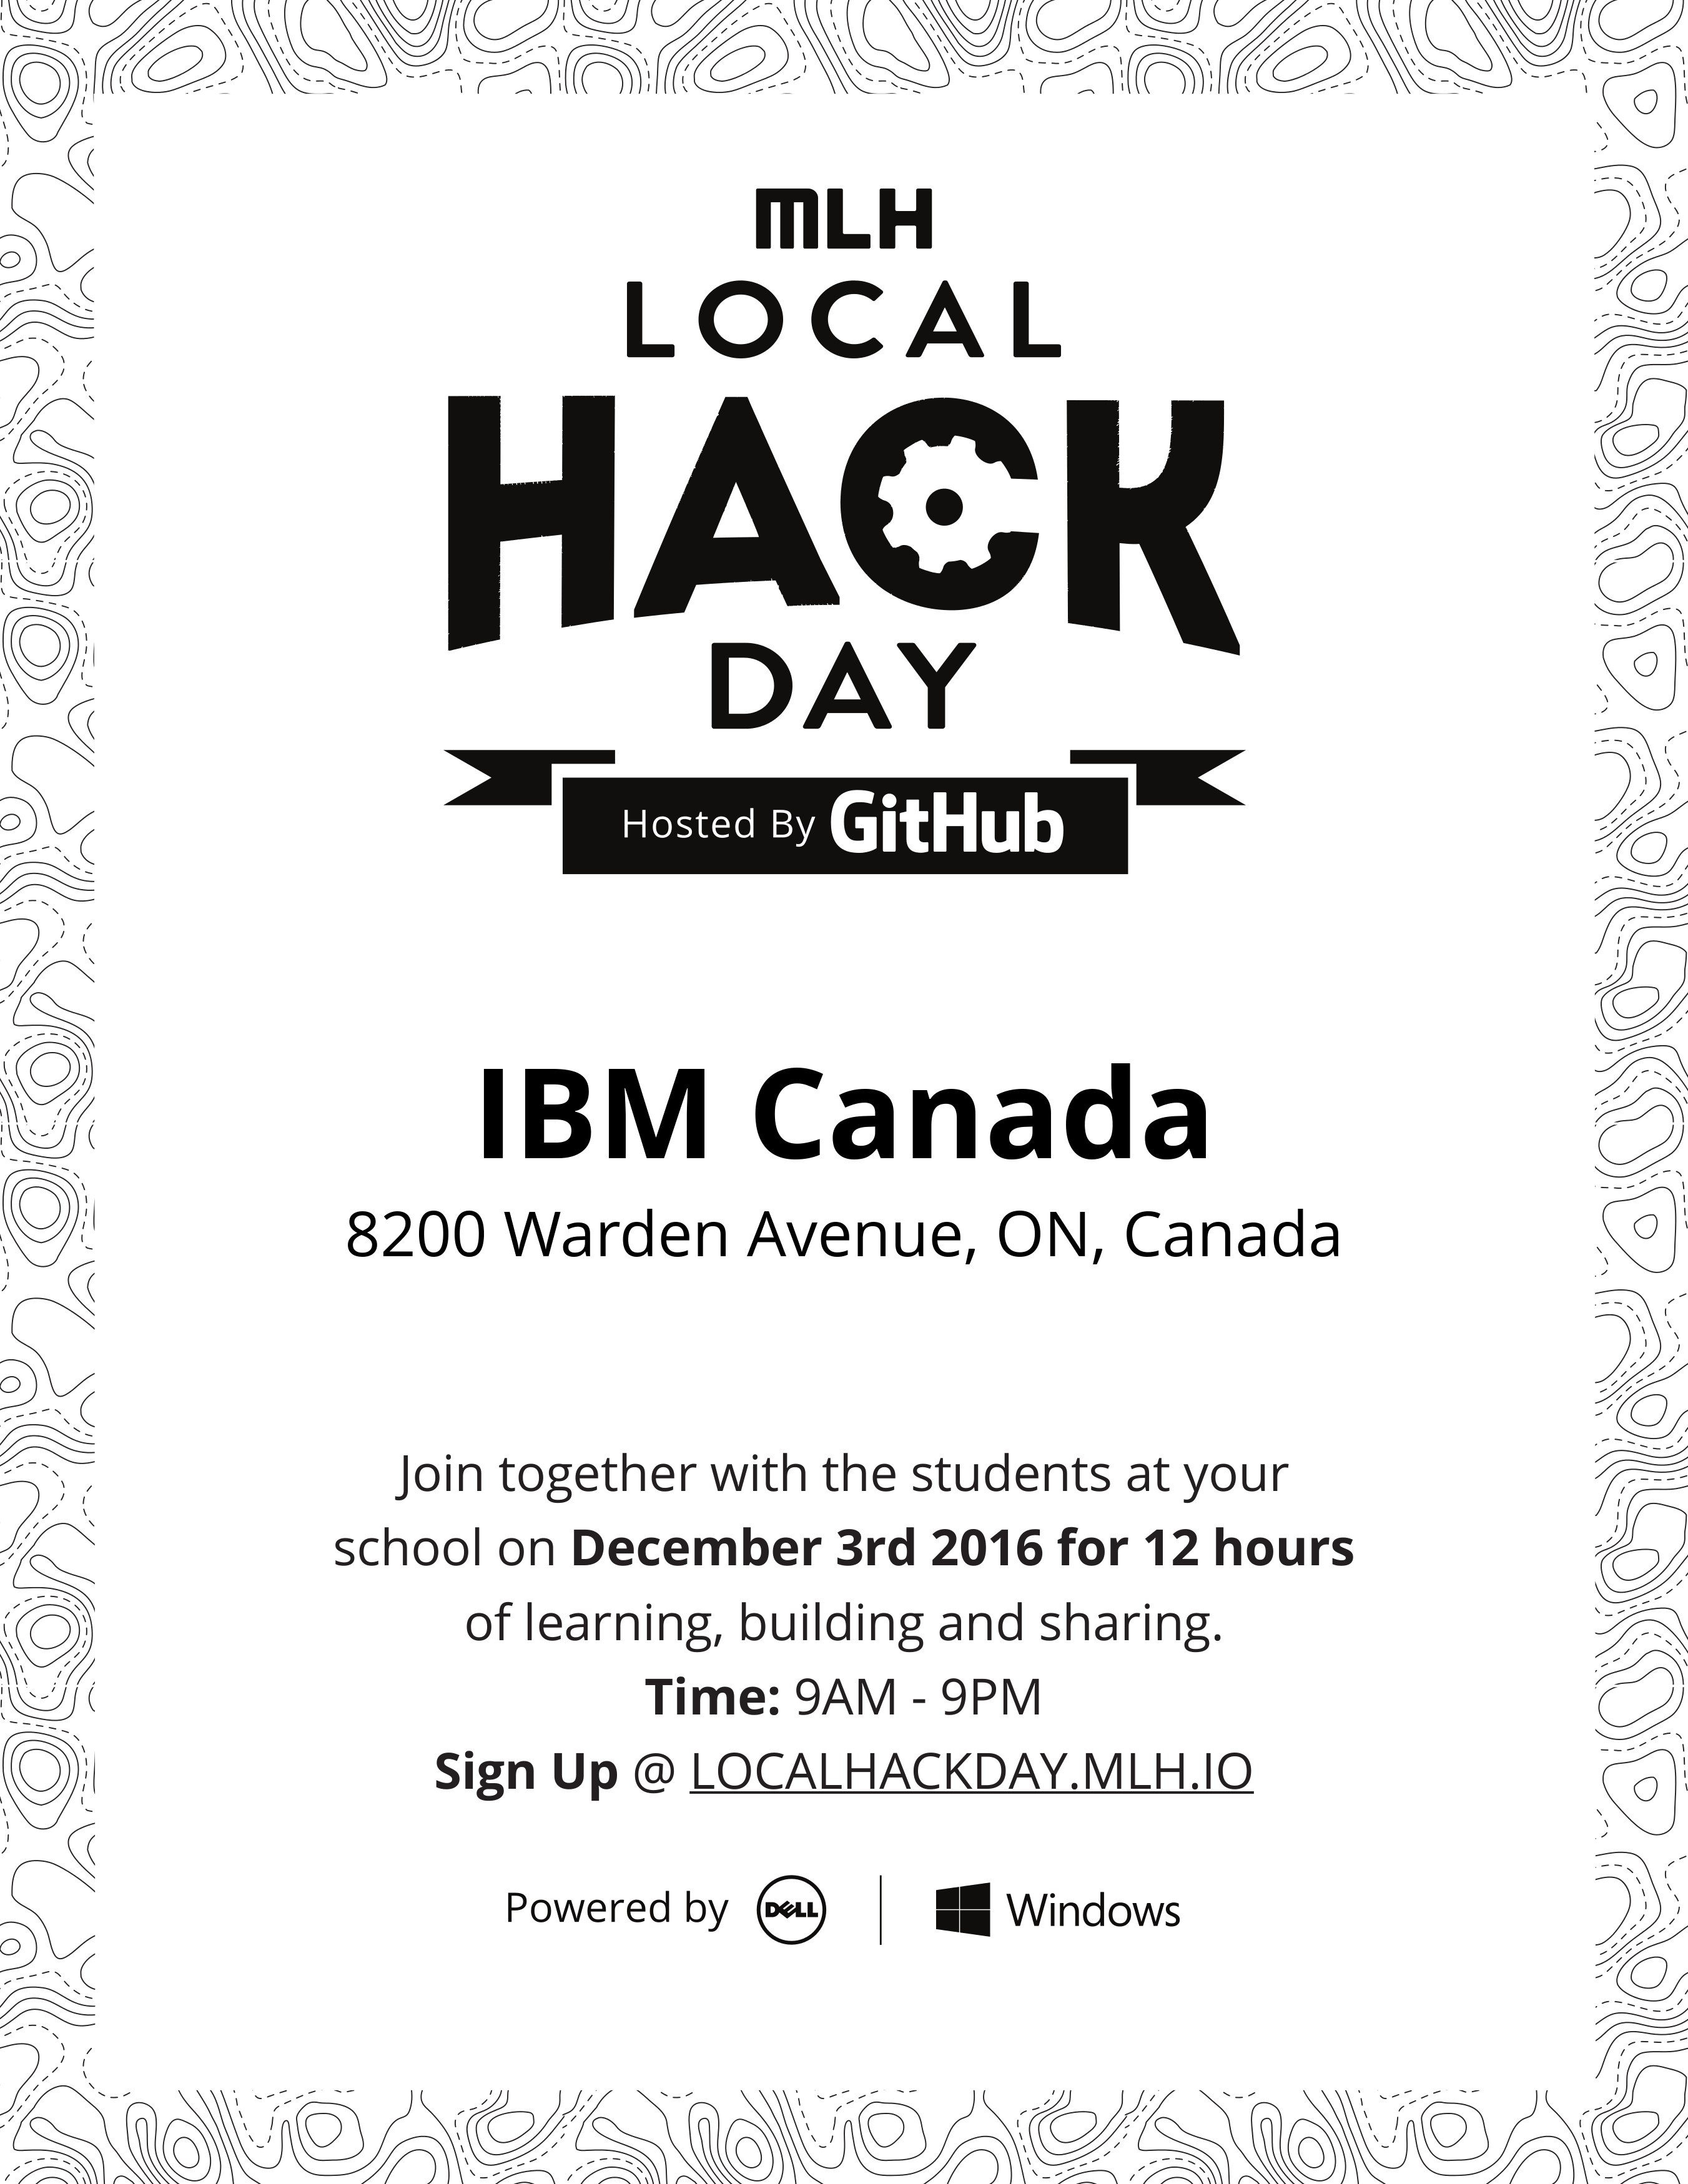 MLH
LOCAL
HACK
DAY
Hosted By GitHub
IBM Canada
8200 Warden Avenue, ON, Canada
Join together with the students at your
school on December 3rd 2016 for 12 hours
of learning, building and sharing.
Time: 9AM - 9PM
Sign Up @ LOCALHACKDAY.MLH.IO
Powered by DELL | Windows